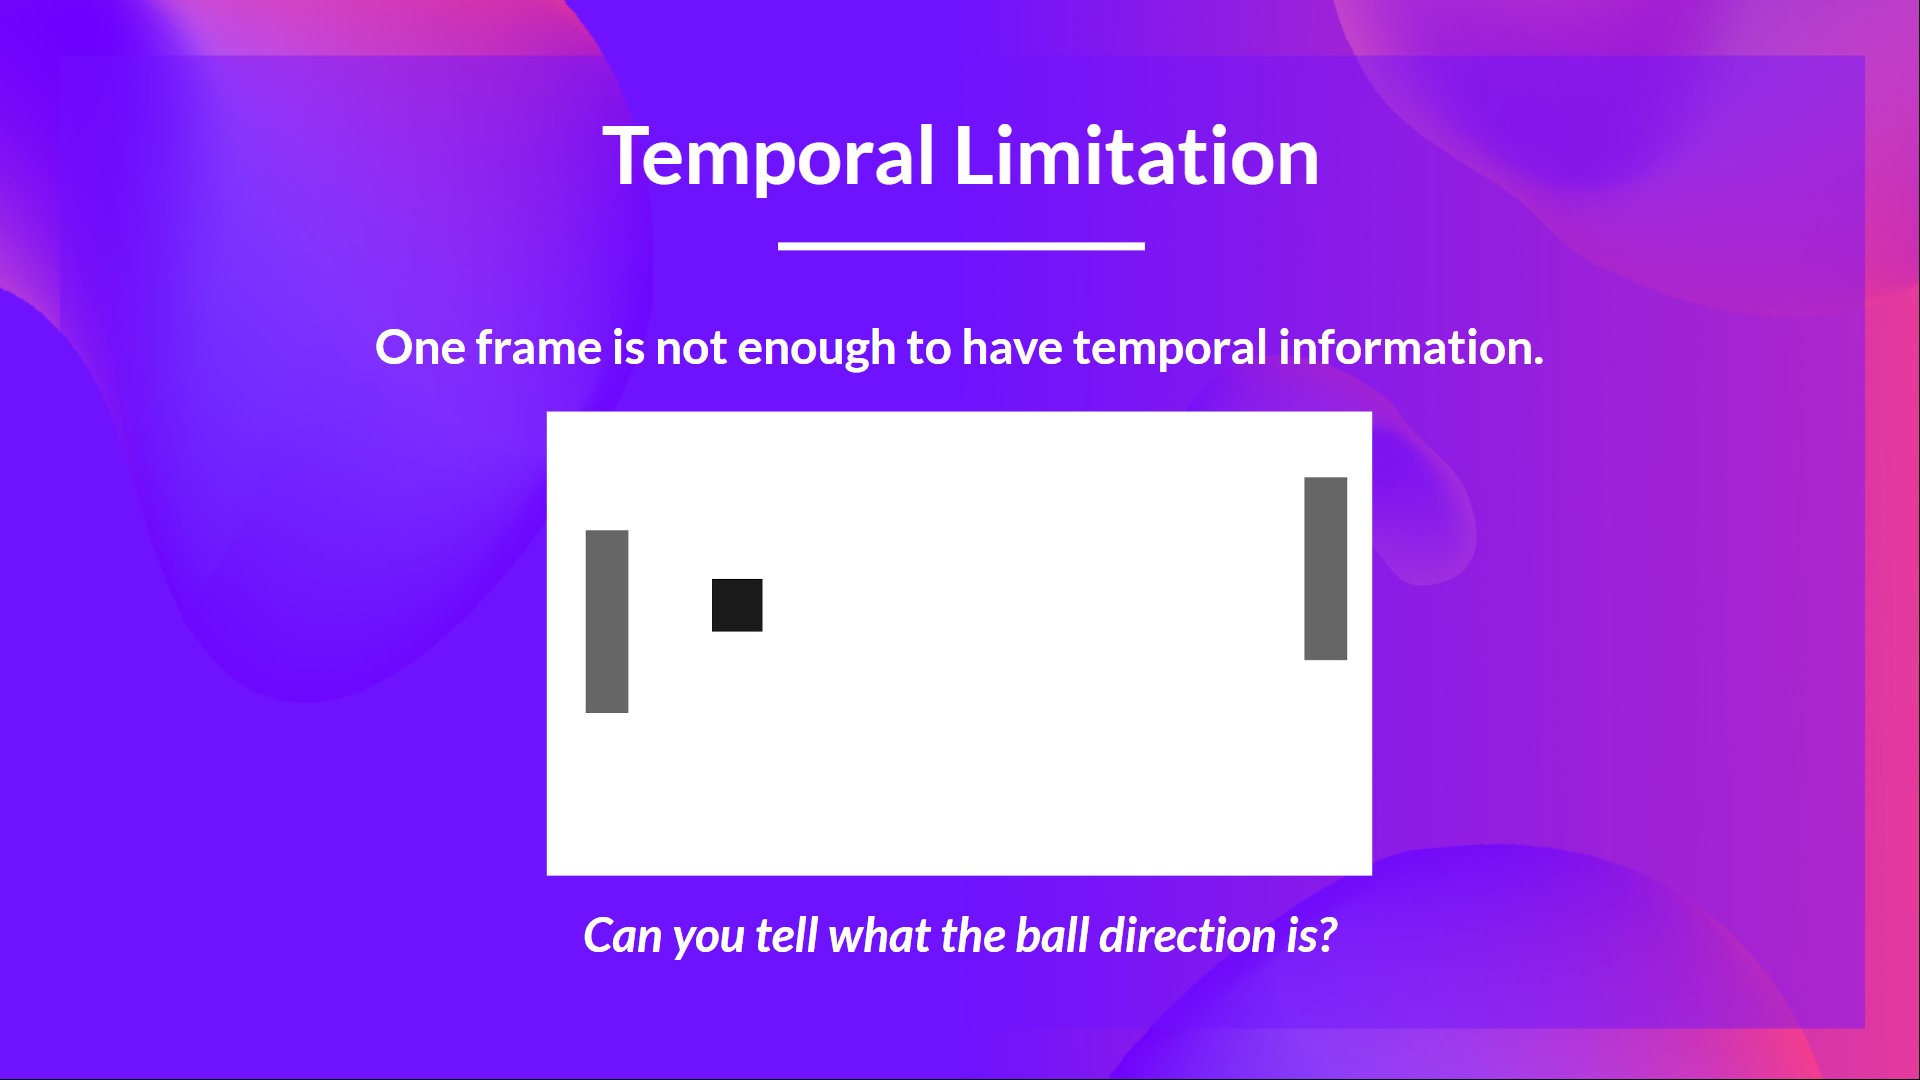 Temporal Limitation
One frame is not enough to have temporal information.
Can you tell what the ball direction is?